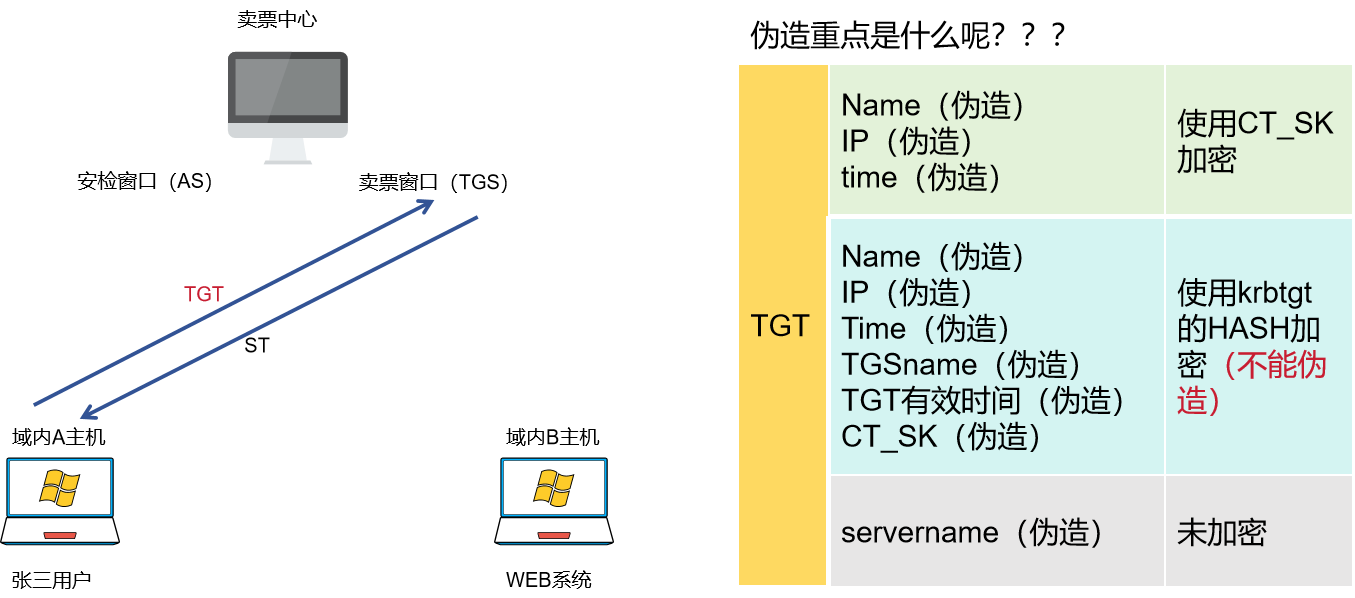 卖票中心
安检窗口（AS）
卖票窗口（TGS）
TGT
ST
域内A主机
域内B主机
张三用户
WEB系统
伪造重点是什么呢？？？
TGT
Name（伪造）
IP（伪造）
time（伪造）
使用CT_SK
加密
Name（伪造）
IP（伪造）
Time（伪造）
TGSname（伪造）
TGT有效时间（伪造）
CT_SK（伪造）
使用krbtgt
的HASH加
密（不能伪
造）
servername（伪造）
未加密